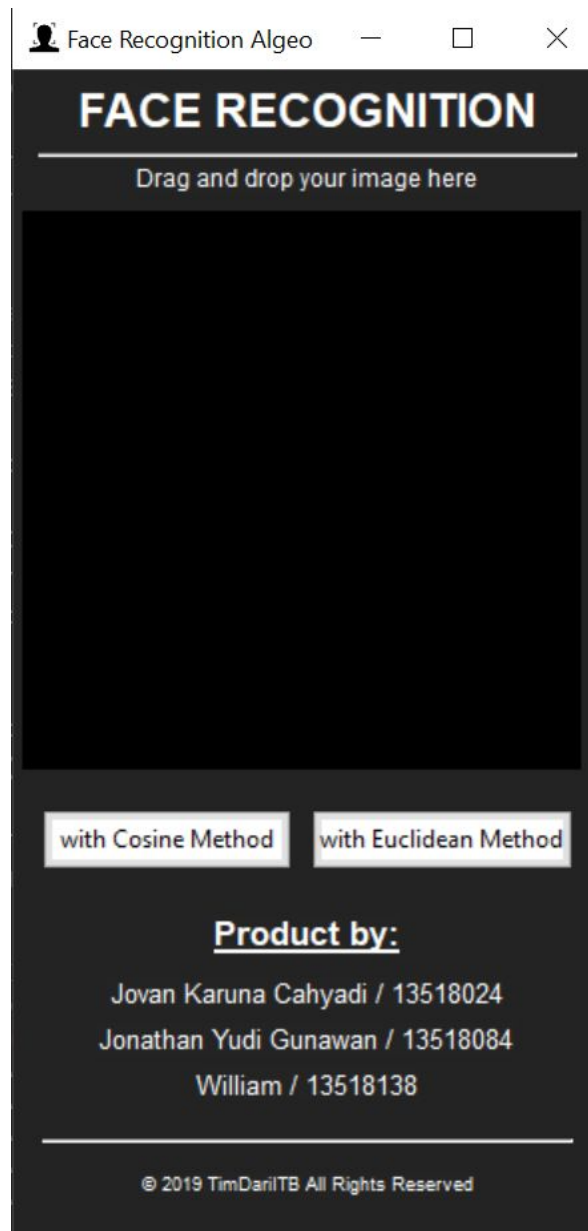 Face Recognition Algeo
FACE RECOGNITION
Drag and drop your image here
with Cosine Method
with Euclidean Method
Product by:
Jovan Karuna Cahyadi / 13518024
Jonathan Yudi Gunawan / 13518084
William / 13518138
© 2019 TimDariITB All Rights Reserved